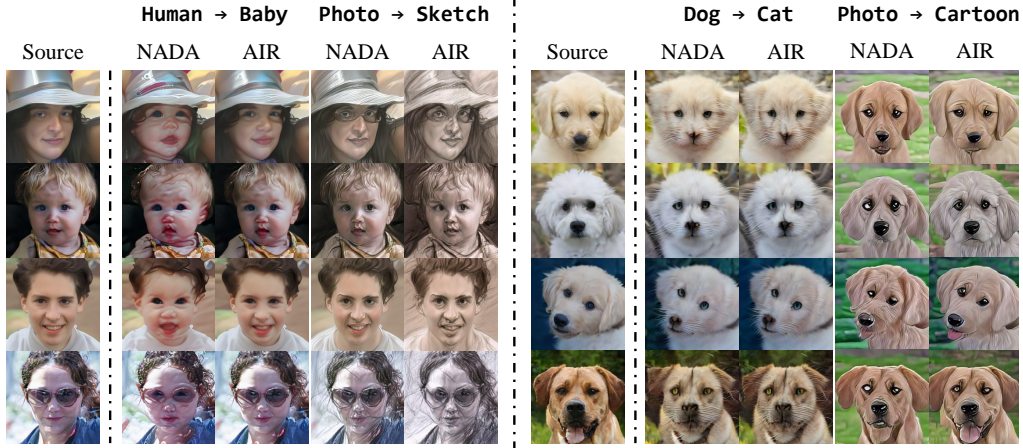 Human → Baby Photo → Sketch Dog → Cat Photo → Cartoon
Source NADA AIR NADA AIR Source NADA AIR NADA AIR